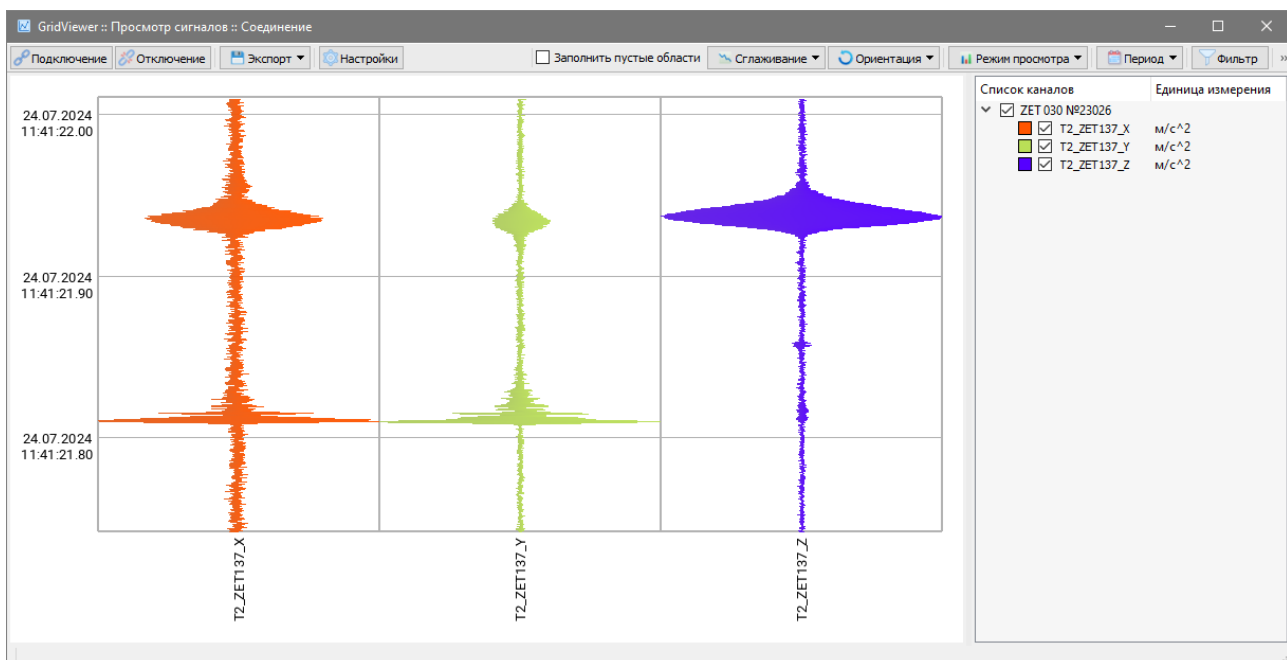 GridViewer :: Просмотр сигналов :: Соединение
Подключение Отключение Экспорт Настройки Заполнить пустые области Сглаживание Ориентация Режим просмотра Период Фильтр »
Список каналов Единица измерения
ZET 030 №23026
T2_ZET137_X м/с^2
T2_ZET137_Y м/с^2
T2_ZET137_Z м/с^2
24.07.2024
11:41:22.00
24.07.2024
11:41:21.90
24.07.2024
11:41:21.80
T2_ZET137_X
T2_ZET137_Y
T2_ZET137_Z